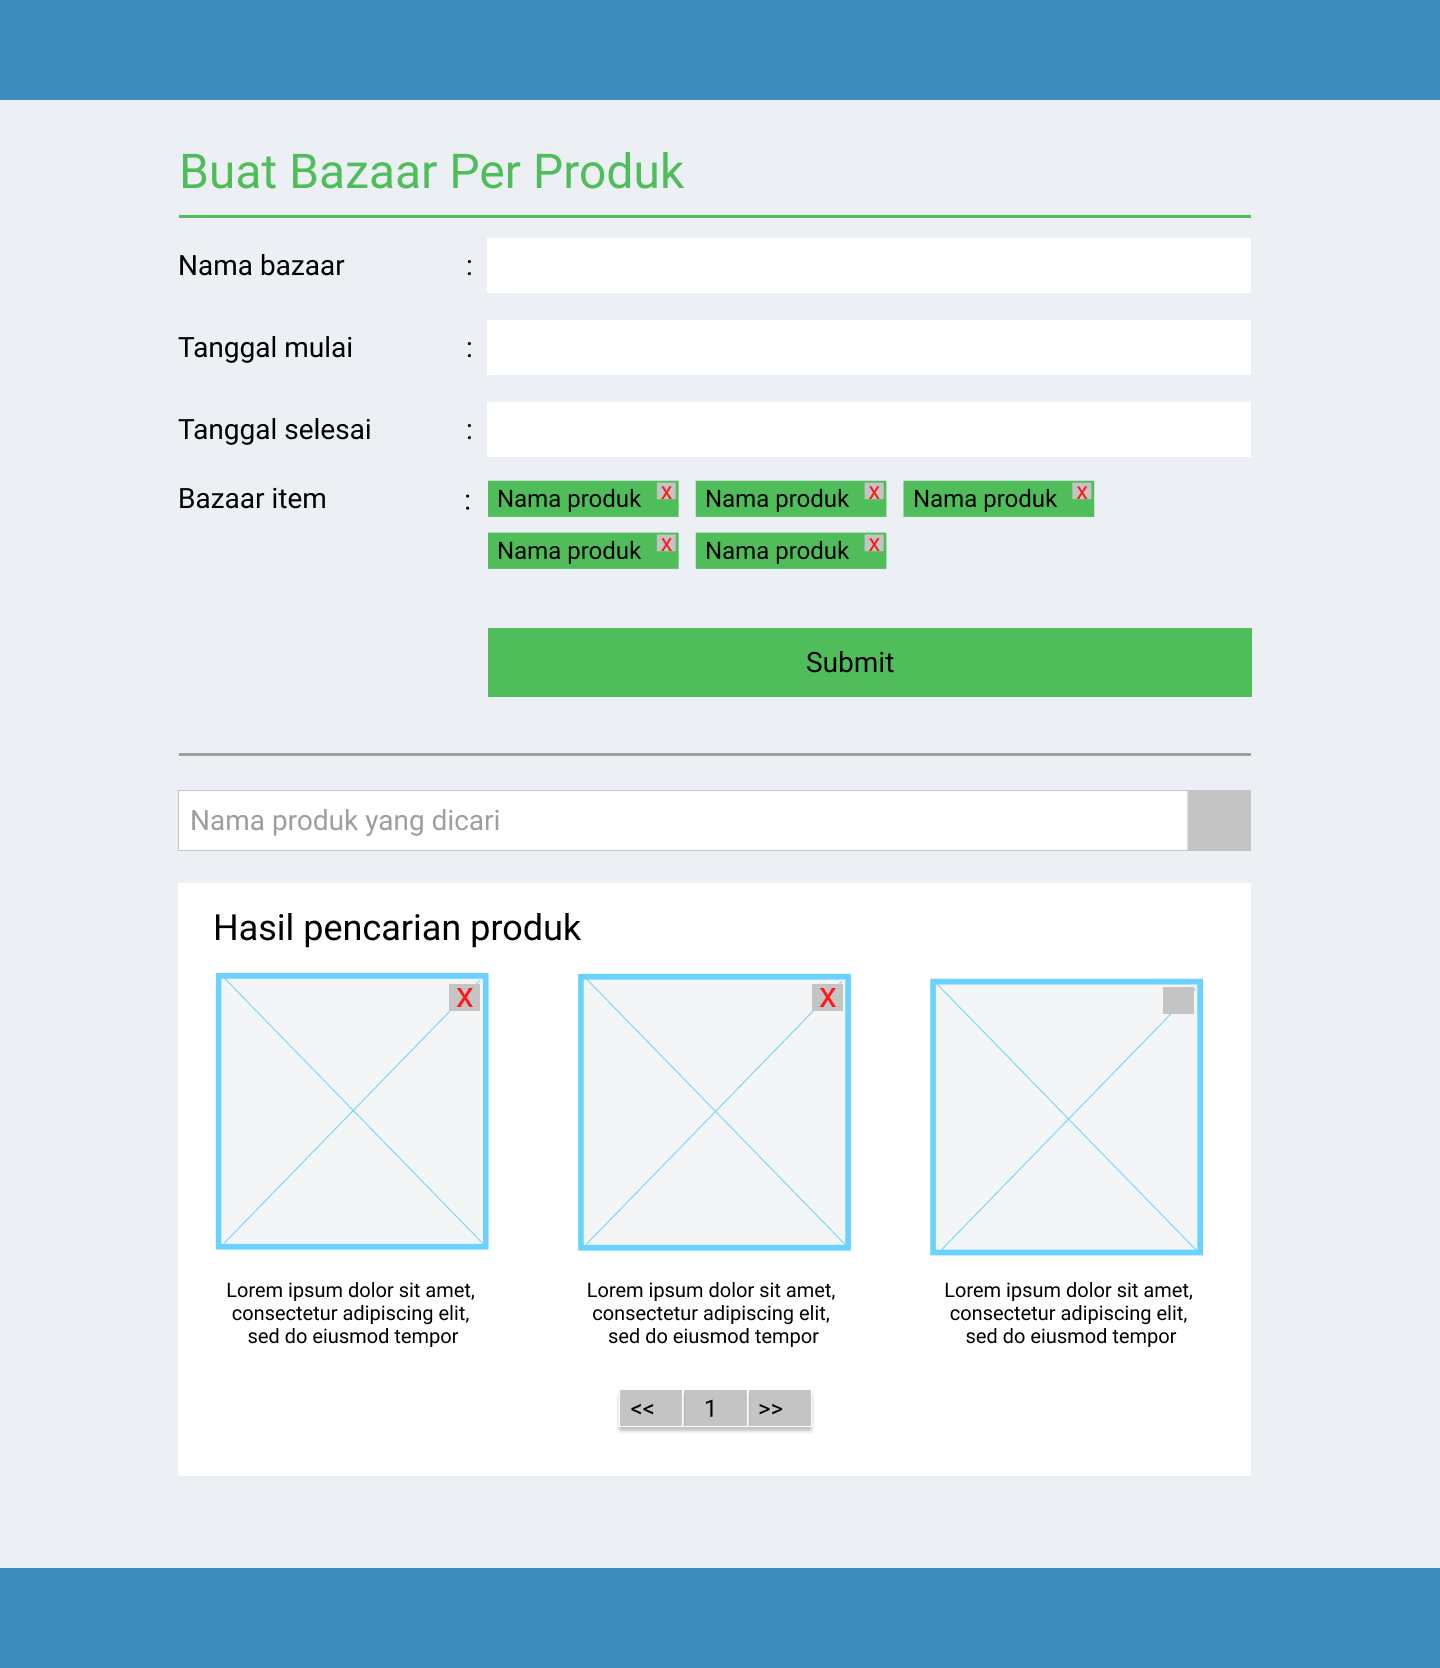 Buat Bazaar Per Produk
Nama bazaar :
Tanggal mulai :
Tanggal selesai :
Bazaar item : Nama produk X Nama produk X Nama produk X
Nama produk X Nama produk X
Submit
Nama produk yang dicari
Hasil pencarian produk
X X
Lorem ipsum dolor sit amet,
consectetur adipiscing elit,
sed do eiusmod tempor
Lorem ipsum dolor sit amet,
consectetur adipiscing elit,
sed do eiusmod tempor
Lorem ipsum dolor sit amet,
consectetur adipiscing elit,
sed do eiusmod tempor
<< 1 >>